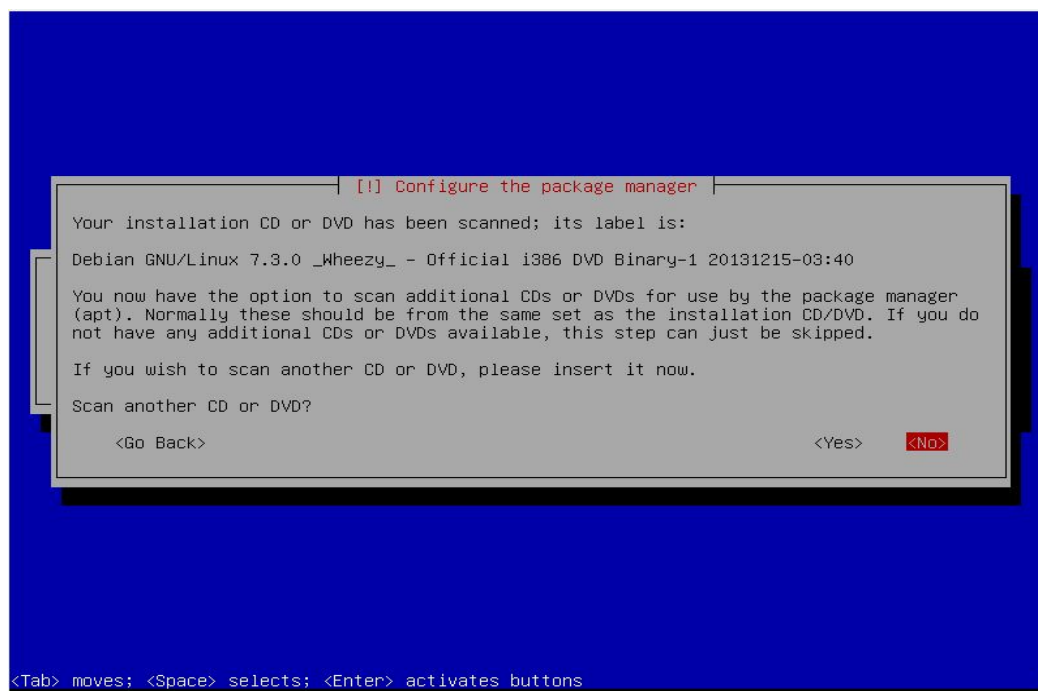 [!] Configure the package manager
Your installation CD or DVD has been scanned; its label is:
Debian GNU/Linux 7.3.0 _Wheezy_ - Official i386 DVD Binary-1 20131215-03:40
You now have the option to scan additional CDs or DVDs for use by the package manager
(apt). Normally these should be from the same set as the installation CD/DVD. If you do
not have any additional CDs or DVDs available, this step can just be skipped.
If you wish to scan another CD or DVD, please insert it now.
Scan another CD or DVD?
<Go Back> <Yes> <No>
<Tab> moves; <Space> selects; <Enter> activates buttons